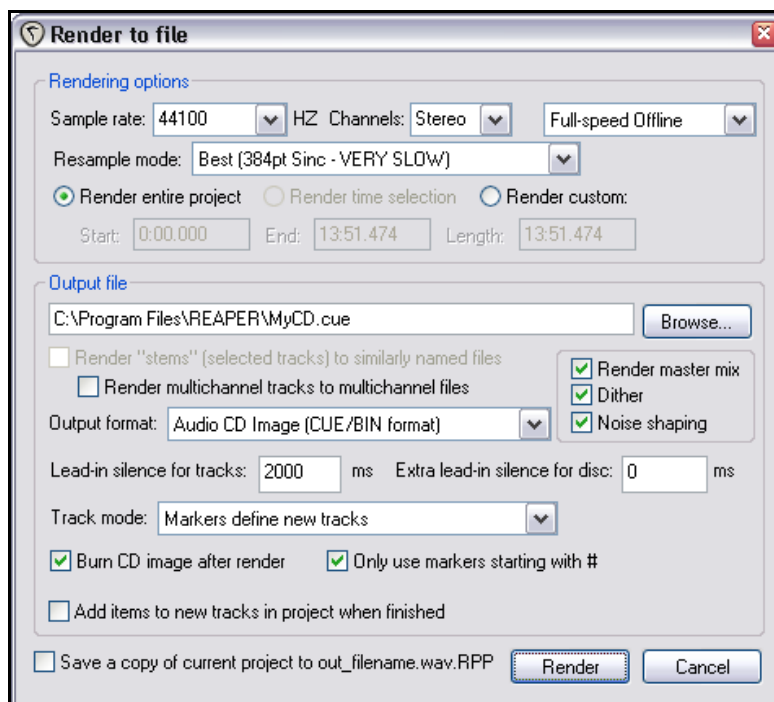 Render to file
Rendering options
Sample rate: 44100 HZ Channels: Stereo Full-speed Offline
Resample mode: Best (384pt Sinc - VERY SLOW)
Render entire project Render time selection Render custom:
Start: 0:00.000 End: 13:51.474 Length: 13:51.474
Output file
C:\Program Files\REAPER\MyCD.cue Browse...
Render "stems" (selected tracks) to similarly named files
Render master mix
Render multichannel tracks to multichannel files
Dither
Output format: Audio CD Image (CUE/BIN format) Noise shaping
Lead-in silence for tracks: 2000 ms Extra lead-in silence for disc: 0 ms
Track mode: Markers define new tracks
Burn CD image after render Only use markers starting with #
Add items to new tracks in project when finished
Save a copy of current project to out_filename.wav.RPP Render Cancel